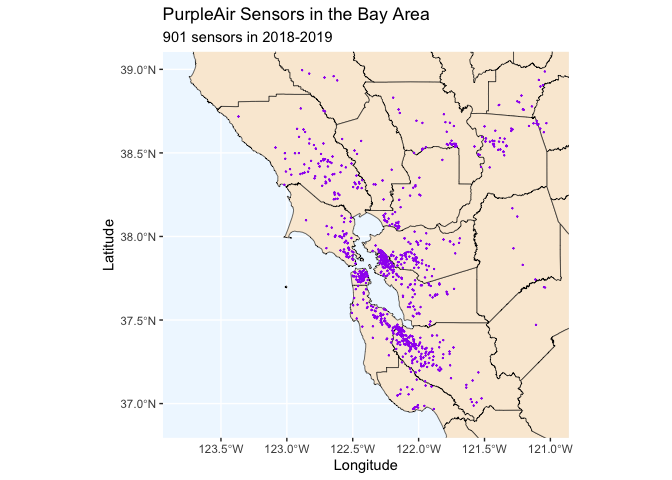 PurpleAir Sensors in the Bay Area
901 sensors in 2018-2019
39.0°N
38.5°N
38.0°N
37.5°N
37.0°N
Latitude
123.5°W 123.0°W 122.5°W 122.0°W 121.5°W 121.0°W
Longitude